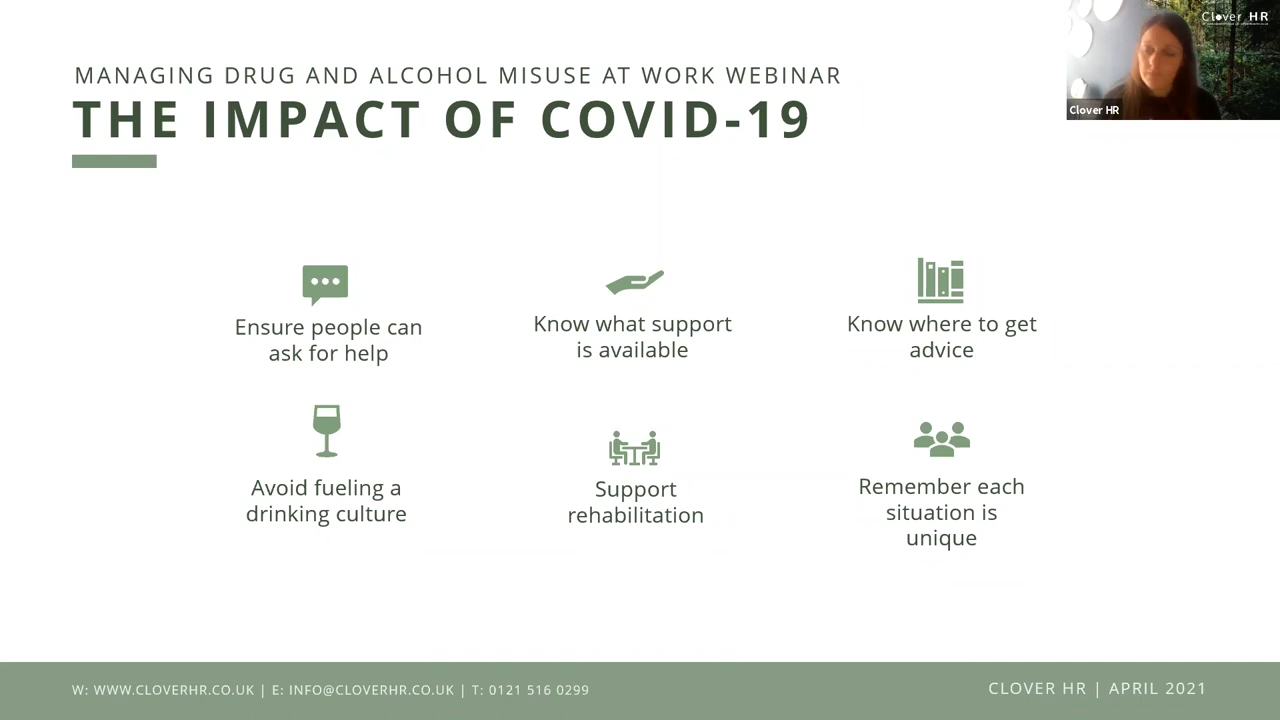 MANAGING DRUG AND ALCOHOL MISUSE AT WORK WEBINAR
THE IMPACT OF COVID-19
Clover HR
Clover HR
Ensure people can
ask for help
Know what support
is available
Know where to get
advice
Avoid fueling a
drinking culture
Support
rehabilitation
Remember each
situation is
unique
W: WWW.CLOVERHR.CO.UK | E: INFO@CLOVERHR.CO.UK | T: 0121 516 0299
CLOVER HR | APRIL 2021